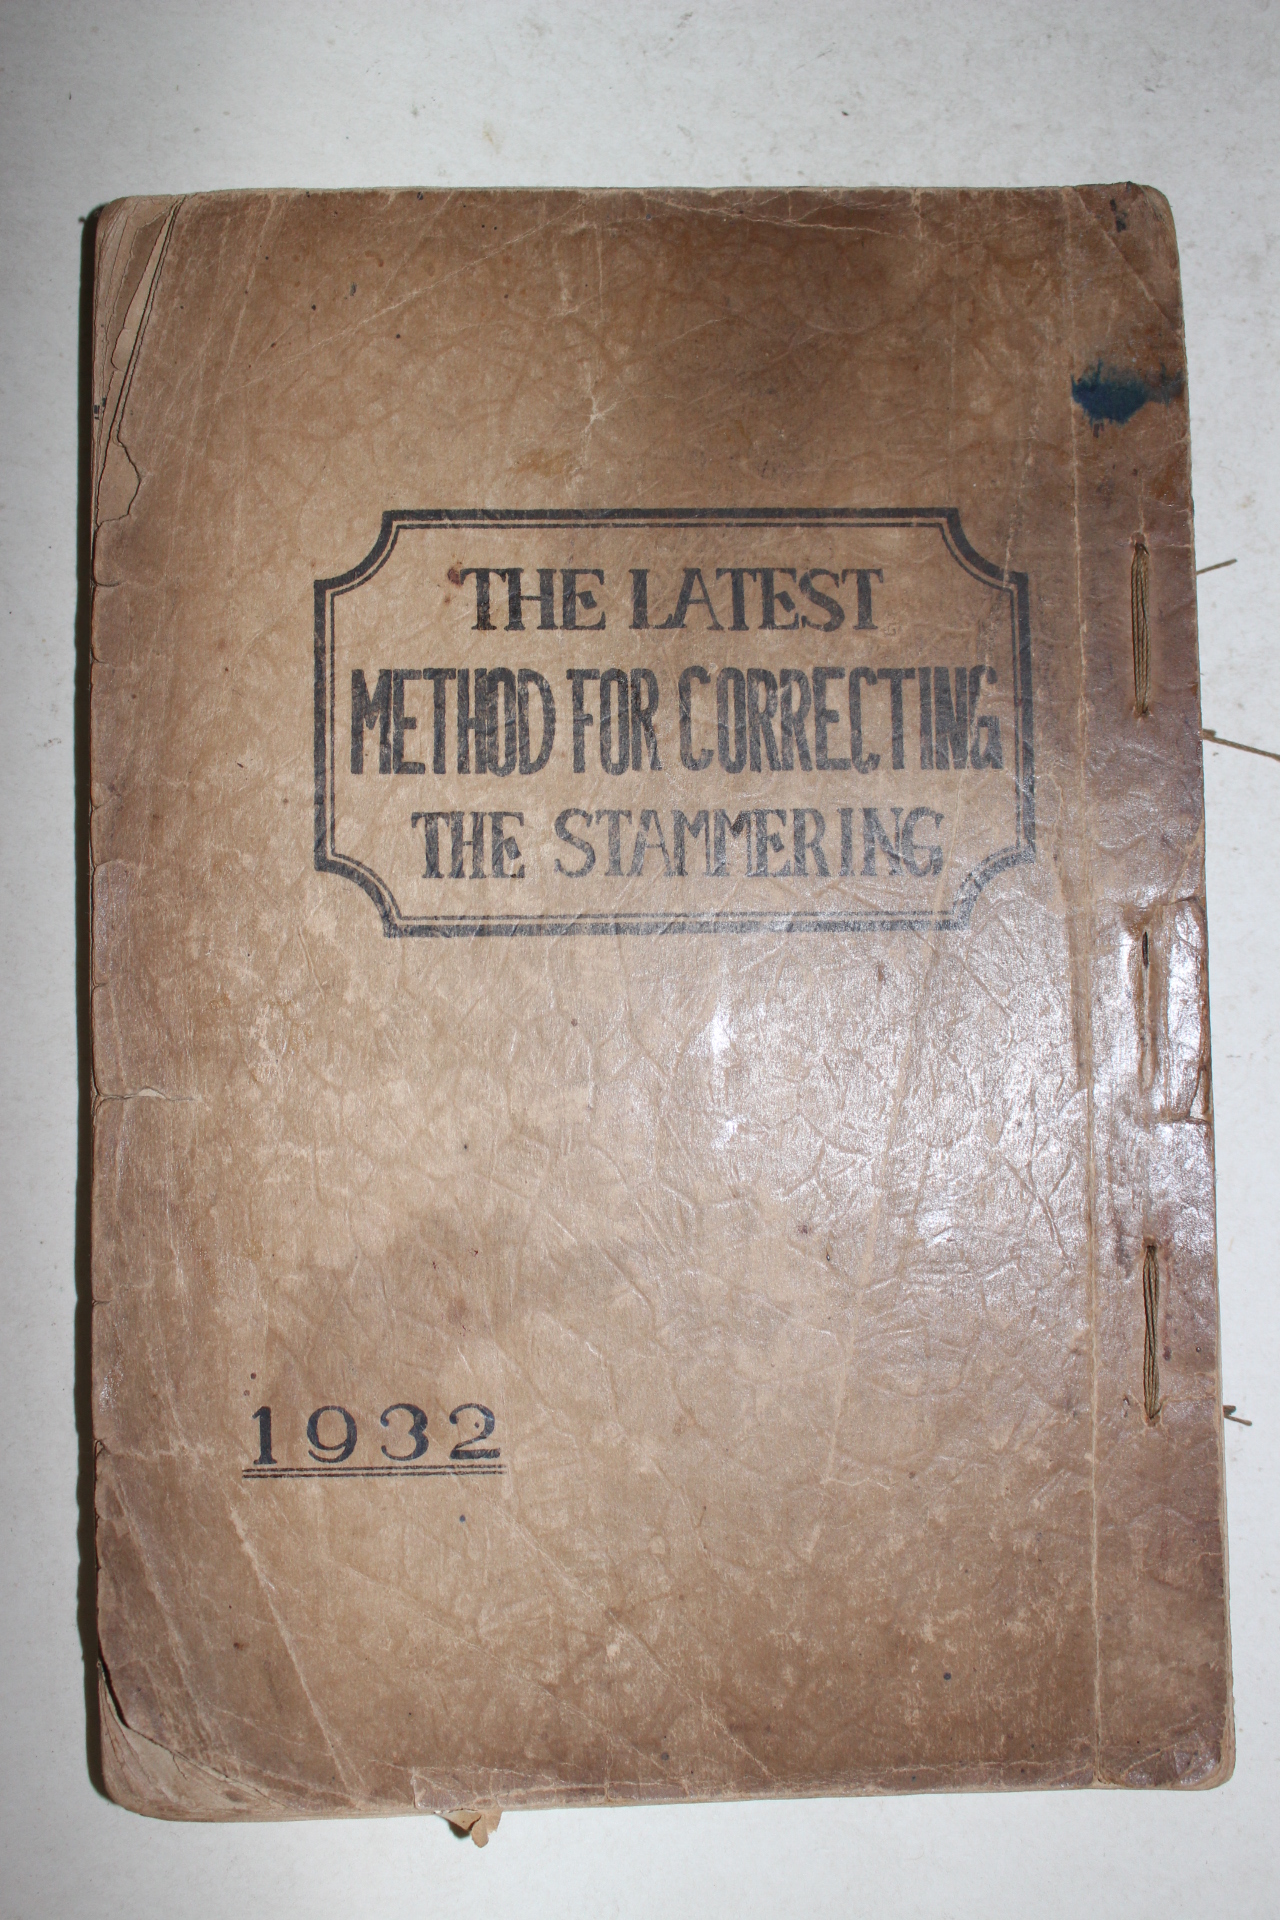 THE LATEST
METHOD FOR CORRECTING
THE STAMMERING
1932